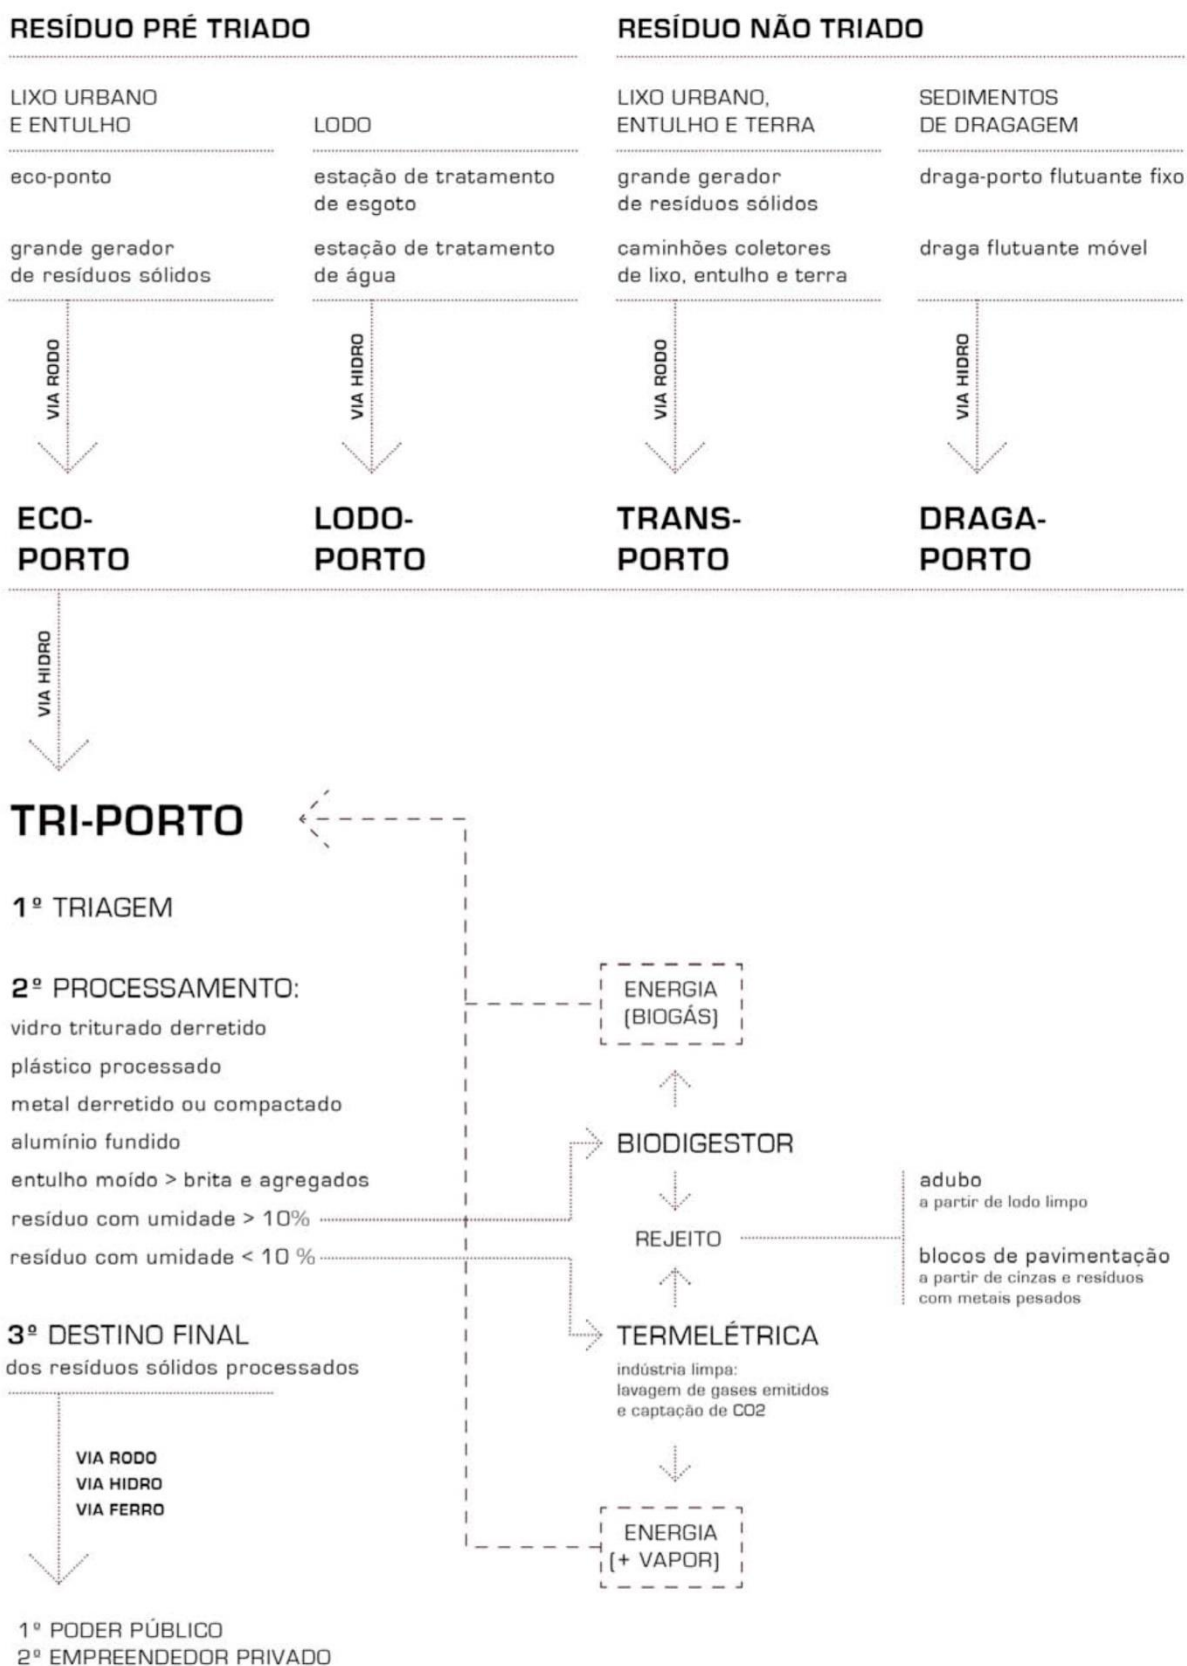 RESÍDUO PRÉ TRIADO
LIXO URBANO
E ENTULHO
eco-ponto
grande gerador
de resíduos sólidos
VIA RODO
ECO-
PORTO
LODO
estação de tratamento
de esgoto
estação de tratamento
de água
VIA HIDRO
LODO-
PORTO
RESÍDUO NÃO TRIADO
LIXO URBANO,
ENTULHO E TERRA
grande gerador
de resíduos sólidos
caminhões coletores
de lixo, entulho e terra
VIA RODO
TRANS-
PORTO
SEDIMENTOS
DE DRAGAGEM
draga-porto flutuante fixo
draga flutuante móvel
VIA HIDRO
DRAGA-
PORTO
VIA HIDRO
TRI-PORTO
1º TRIAGEM
2º PROCESSAMENTO:
vidro triturado derretido
plástico processado
metal derretido ou compactado
alumínio fundido
entulho moído > brita e agregados
resíduo com umidade > 10%
resíduo com umidade < 10 %
3º DESTINO FINAL
dos resíduos sólidos processados
VIA RODO
VIA HIDRO
VIA FERRO
1º PODER PÚBLICO
2º EMPREENDEDOR PRIVADO
ENERGIA
(BIOGÁS)
BIODIGESTOR
REJEITO
adubo
a partir de lodo limpo
blocos de pavimentação
a partir de cinzas e resíduos
com metais pesados
TERMELÉTRICA
indústria limpa:
lavagem de gases emitidos
e captação de CO2
ENERGIA
(+ VAPOR)